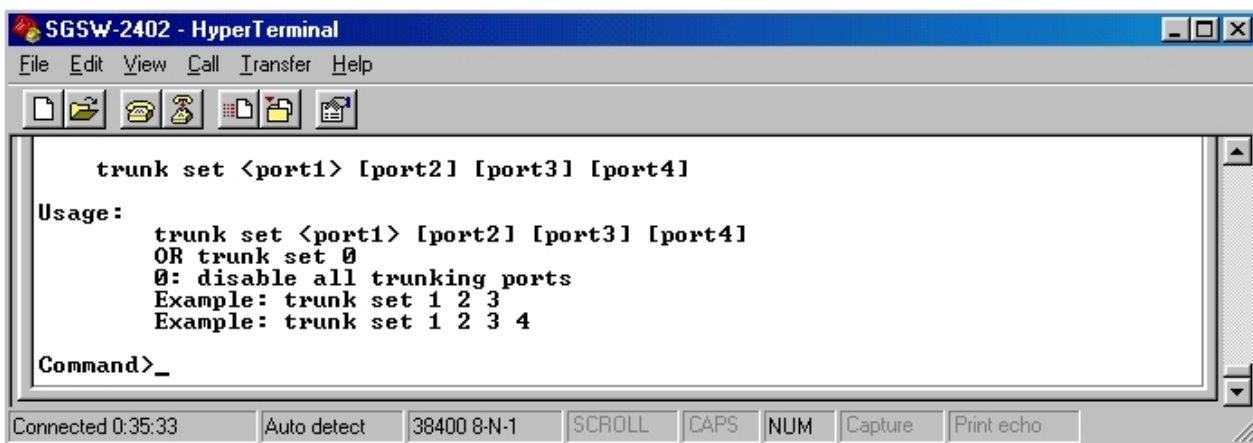 SGSW-2402 - HyperTerminal
File Edit View Call Transfer Help
trunk set <port1> [port2] [port3] [port4]
Usage:
trunk set <port1> [port2] [port3] [port4]
OR trunk set 0
0: disable all trunking ports
Example: trunk set 1 2 3
Example: trunk set 1 2 3 4
Command>_
Connected 0:35:33 Auto detect 38400 8-N-1 SCROLL CAPS NUM Capture Print echo